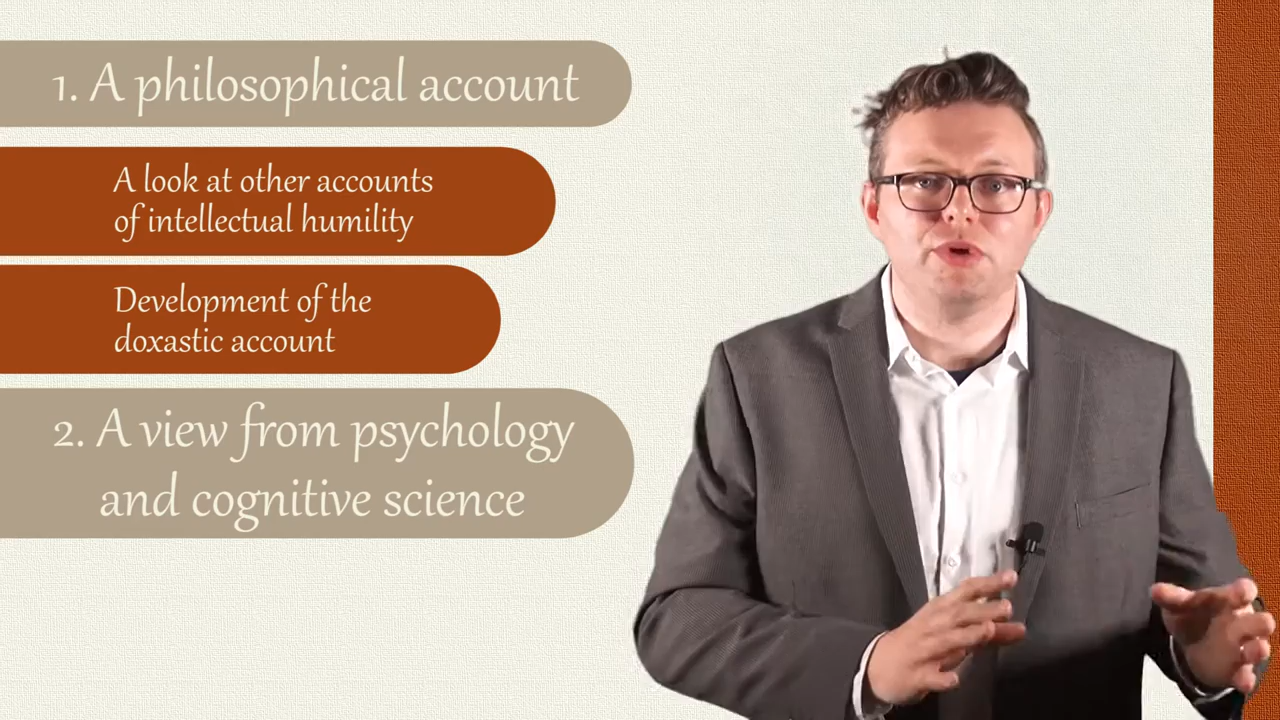 1. A philosophical account
A look at other accounts
of intellectual humility
Development of the
doxastic account
2. A view from psychology
and cognitive science